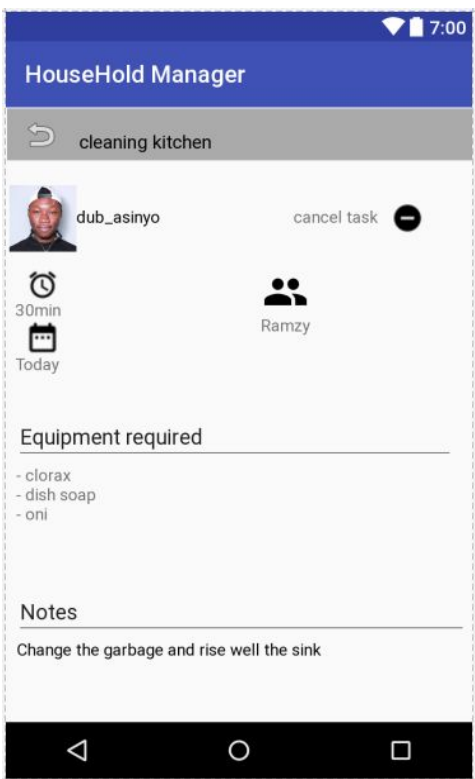 7:00
HouseHold Manager
cleaning kitchen
dub_asinyo
cancel task
30min
Ramzy
Today
Equipment required
- clorax
- dish soap
- oni
Notes
Change the garbage and rise well the sink